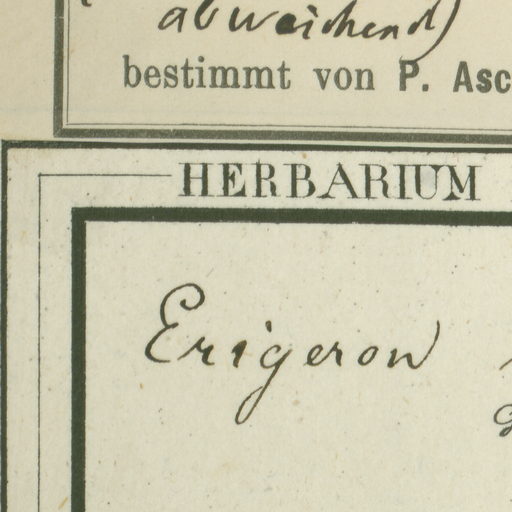 abweichend)
bestimmt von P. Asc
HERBARIUM
Erigeron